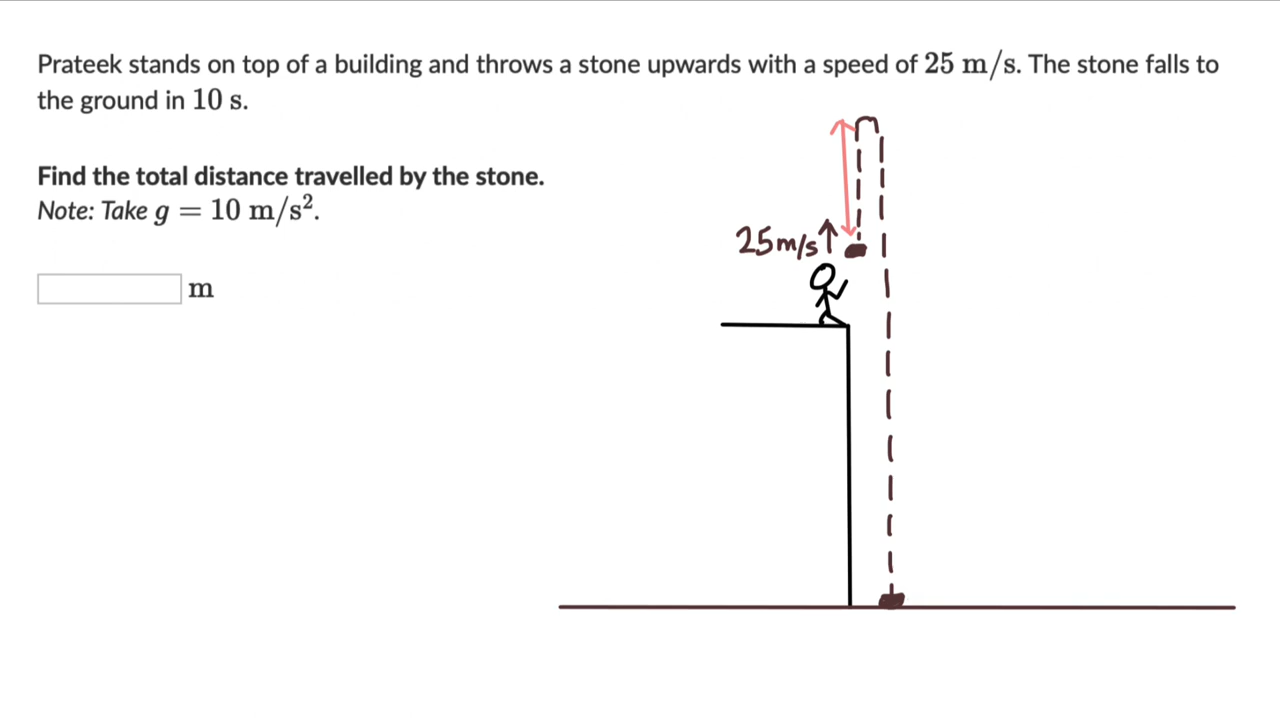 Prateek stands on top of a building and throws a stone upwards with a speed of 25 m/s. The stone falls to
the ground in 10 s.
Find the total distance travelled by the stone.
Note: Take g = 10 m/s².
m
25m/s↑